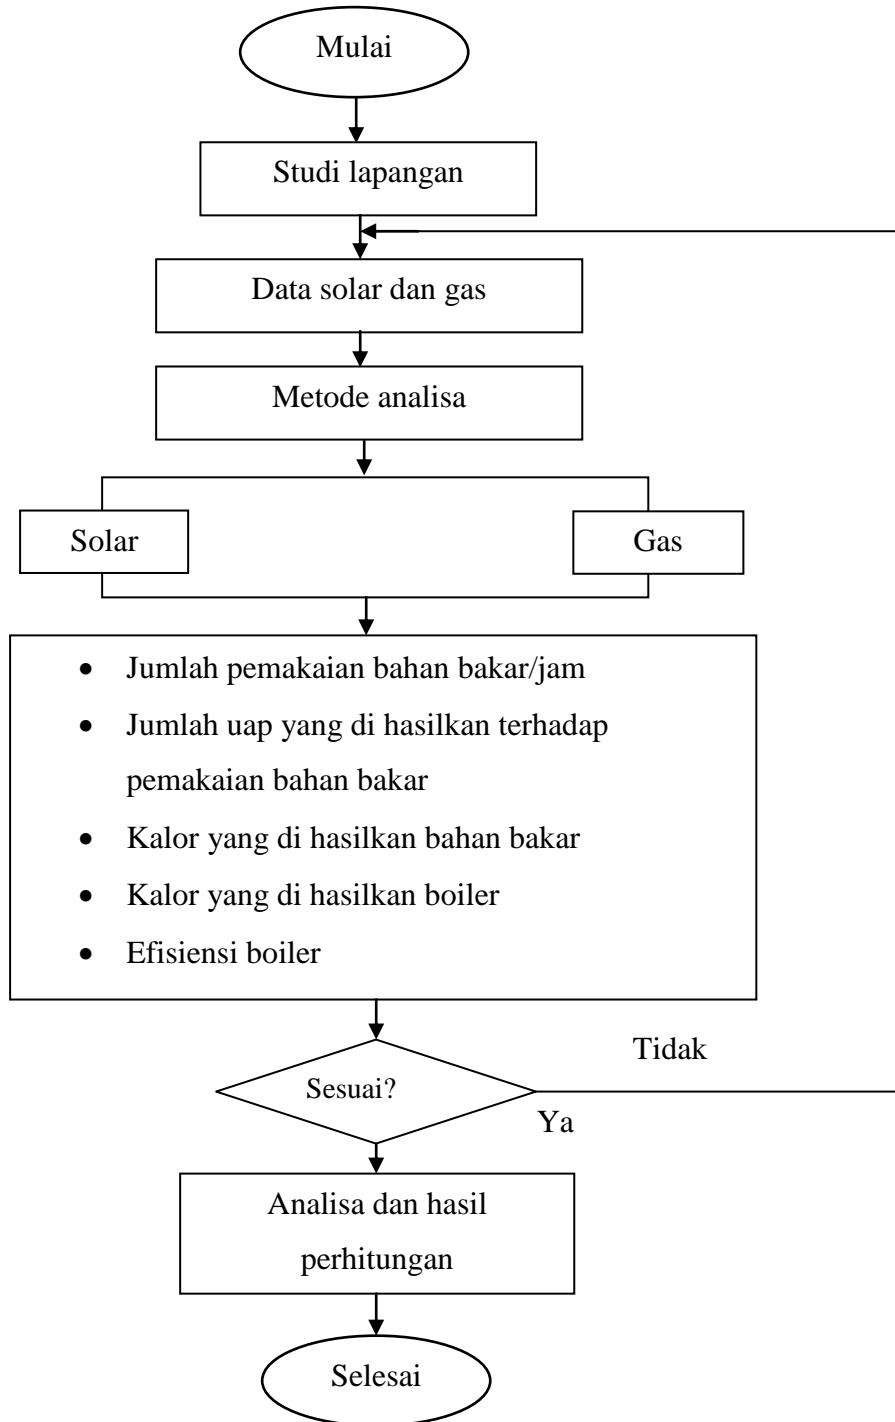 Mulai
Studi lapangan
Data solar dan gas
Metode analisa
Solar
Gas
• Jumlah pemakaian bahan bakar/jam
• Jumlah uap yang di hasilkan terhadap
pemakaian bahan bakar
• Kalor yang di hasilkan bahan bakar
• Kalor yang di hasilkan boiler
• Efisiensi boiler
Tidak
Sesuai?
Ya
Analisa dan hasil
perhitungan
Selesai